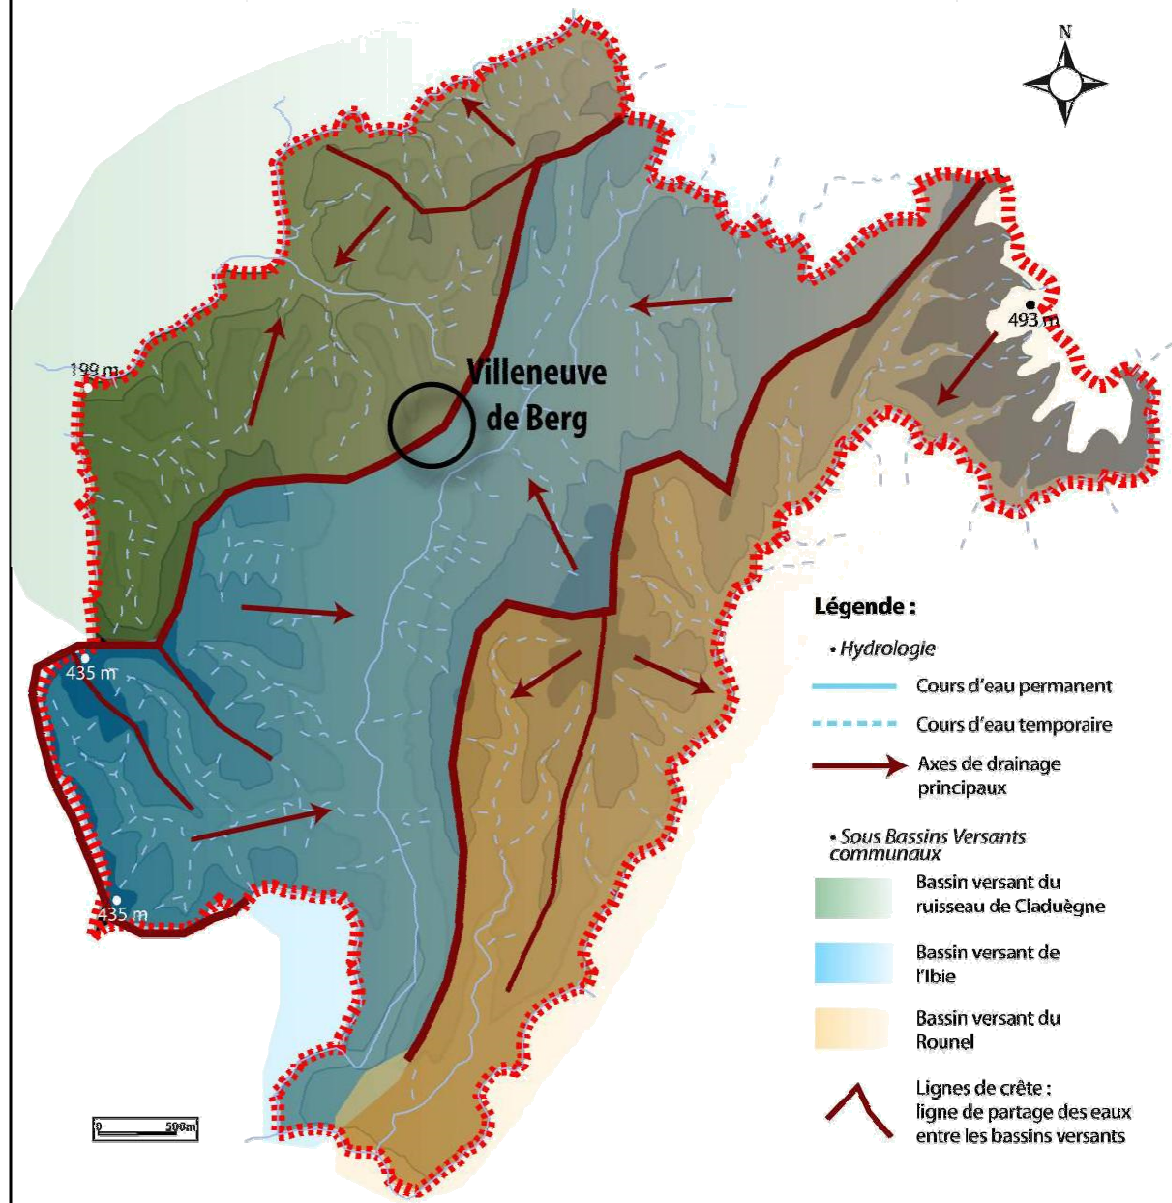 N
493 m
199 m
Villeneuve
de Berg
435 m
435 m
0 500m
Légende :
• Hydrologie
Cours d'eau permanent
Cours d'eau temporaire
Axes de drainage
principaux
• Sous Bassins Versants
communaux
Bassin versant du
ruisseau de Claduègne
Bassin versant de
l'Ibie
Bassin versant du
Rounel
Lignes de crête :
ligne de partage des eaux
entre les bassins versants